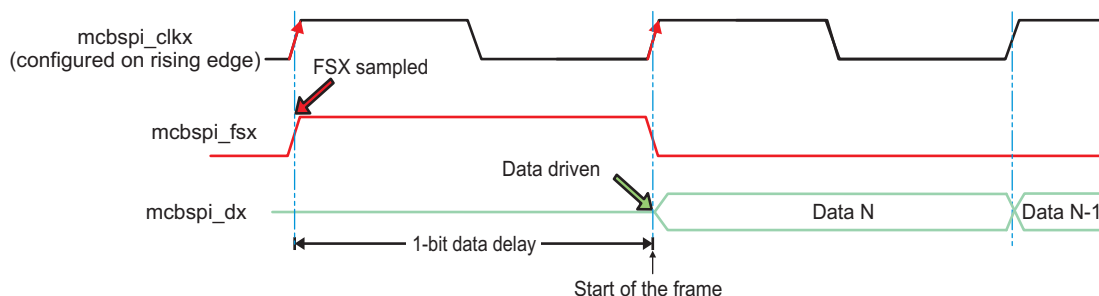 mcbspi_clkx
(configured on rising edge)
FSX sampled
mcbspi_fsx
Data driven
mcbspi_dx
Data N
Data N-1
1-bit data delay
Start of the frame